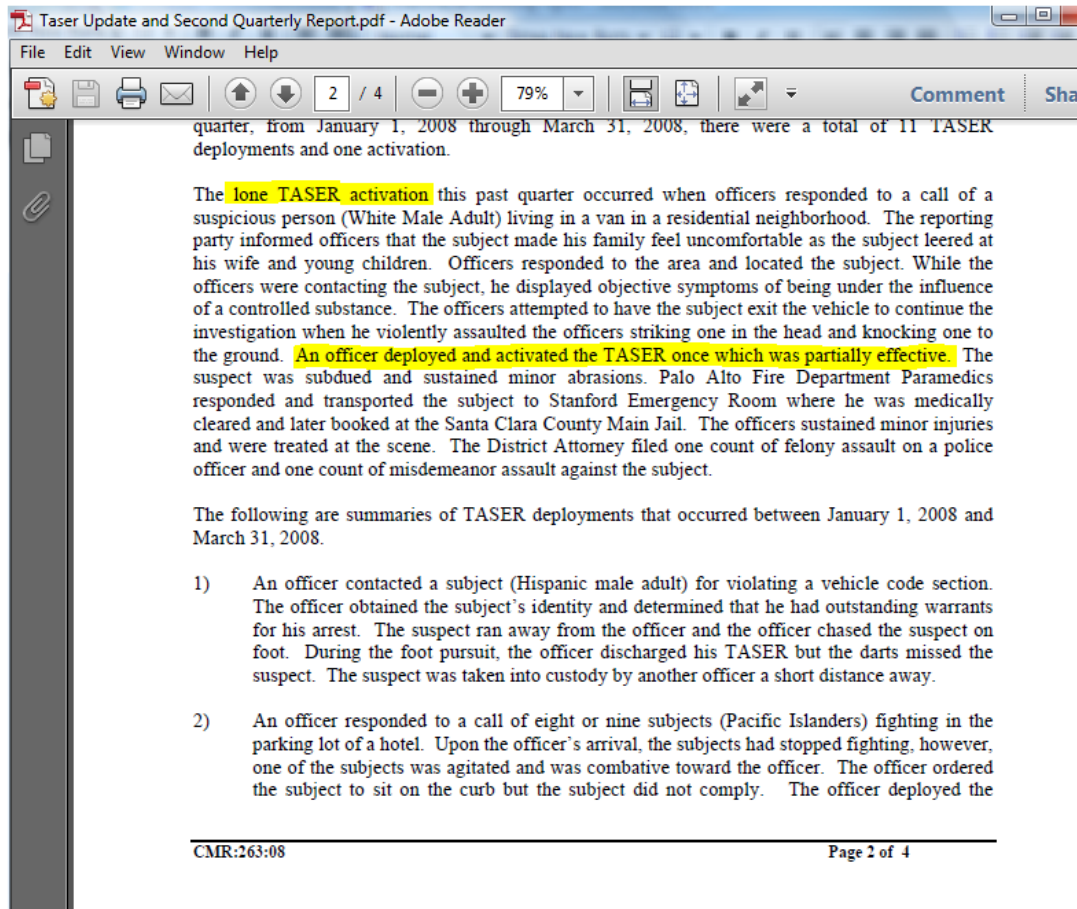 Taser Update and Second Quarterly Report.pdf - Adobe Reader
File Edit View Window Help
2 / 4 79% Comment Sha
quarter, from January 1, 2008 through March 31, 2008, there were a total of 11 TASER
deployments and one activation.
The lone TASER activation this past quarter occurred when officers responded to a call of a
suspicious person (White Male Adult) living in a van in a residential neighborhood. The reporting
party informed officers that the subject made his family feel uncomfortable as the subject leered at
his wife and young children. Officers responded to the area and located the subject. While the
officers were contacting the subject, he displayed objective symptoms of being under the influence
of a controlled substance. The officers attempted to have the subject exit the vehicle to continue the
investigation when he violently assaulted the officers striking one in the head and knocking one to
the ground. An officer deployed and activated the TASER once which was partially effective. The
suspect was subdued and sustained minor abrasions. Palo Alto Fire Department Paramedics
responded and transported the subject to Stanford Emergency Room where he was medically
cleared and later booked at the Santa Clara County Main Jail. The officers sustained minor injuries
and were treated at the scene. The District Attorney filed one count of felony assault on a police
officer and one count of misdemeanor assault against the subject.
The following are summaries of TASER deployments that occurred between January 1, 2008 and
March 31, 2008.
1) An officer contacted a subject (Hispanic male adult) for violating a vehicle code section.
The officer obtained the subject's identity and determined that he had outstanding warrants
for his arrest. The suspect ran away from the officer and the officer chased the suspect on
foot. During the foot pursuit, the officer discharged his TASER but the darts missed the
suspect. The suspect was taken into custody by another officer a short distance away.
2) An officer responded to a call of eight or nine subjects (Pacific Islanders) fighting in the
parking lot of a hotel. Upon the officer's arrival, the subjects had stopped fighting, however,
one of the subjects was agitated and was combative toward the officer. The officer ordered
the subject to sit on the curb but the subject did not comply. The officer deployed the
CMR:263:08 Page 2 of 4